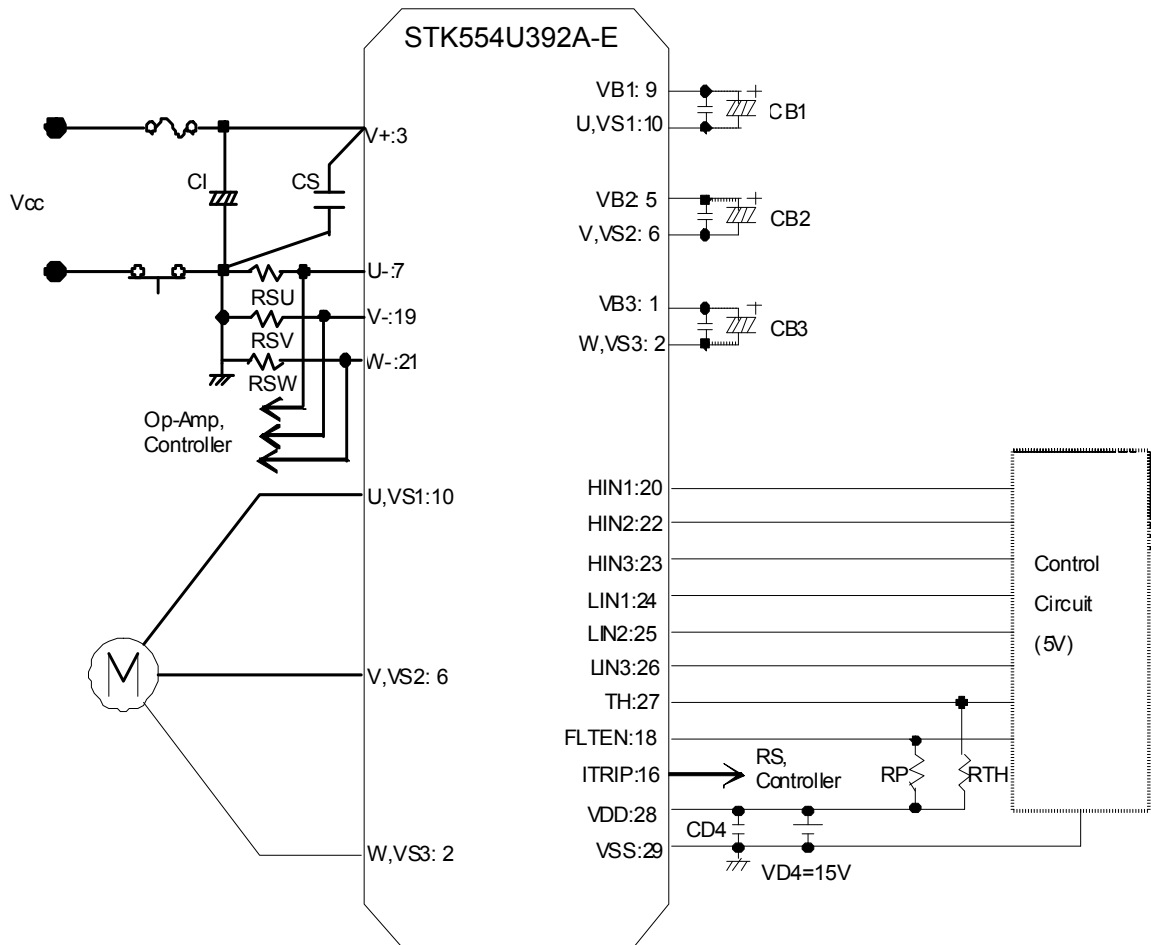 STK554U392A-E
VB1: 9
CB1
U,VS1:10
V+:3
CI
CS
Vcc
VB2: 5
CB2
V,VS2: 6
U-:7
RSU
V-:19
RSV
W-:21
RSW
VB3: 1
CB3
W,VS3: 2
Op-Amp,
Controller
U,VS1:10
HIN1:20
HIN2:22
HIN3:23
LIN1:24
LIN2:25
LIN3:26
TH:27
FLTEN:18
ITRIP:16
RS,
Controller
RP
RTH
VDD:28
CD4
VSS:29
VD4=15V
Control
Circuit
(5V)
M
V,VS2: 6
W,VS3: 2